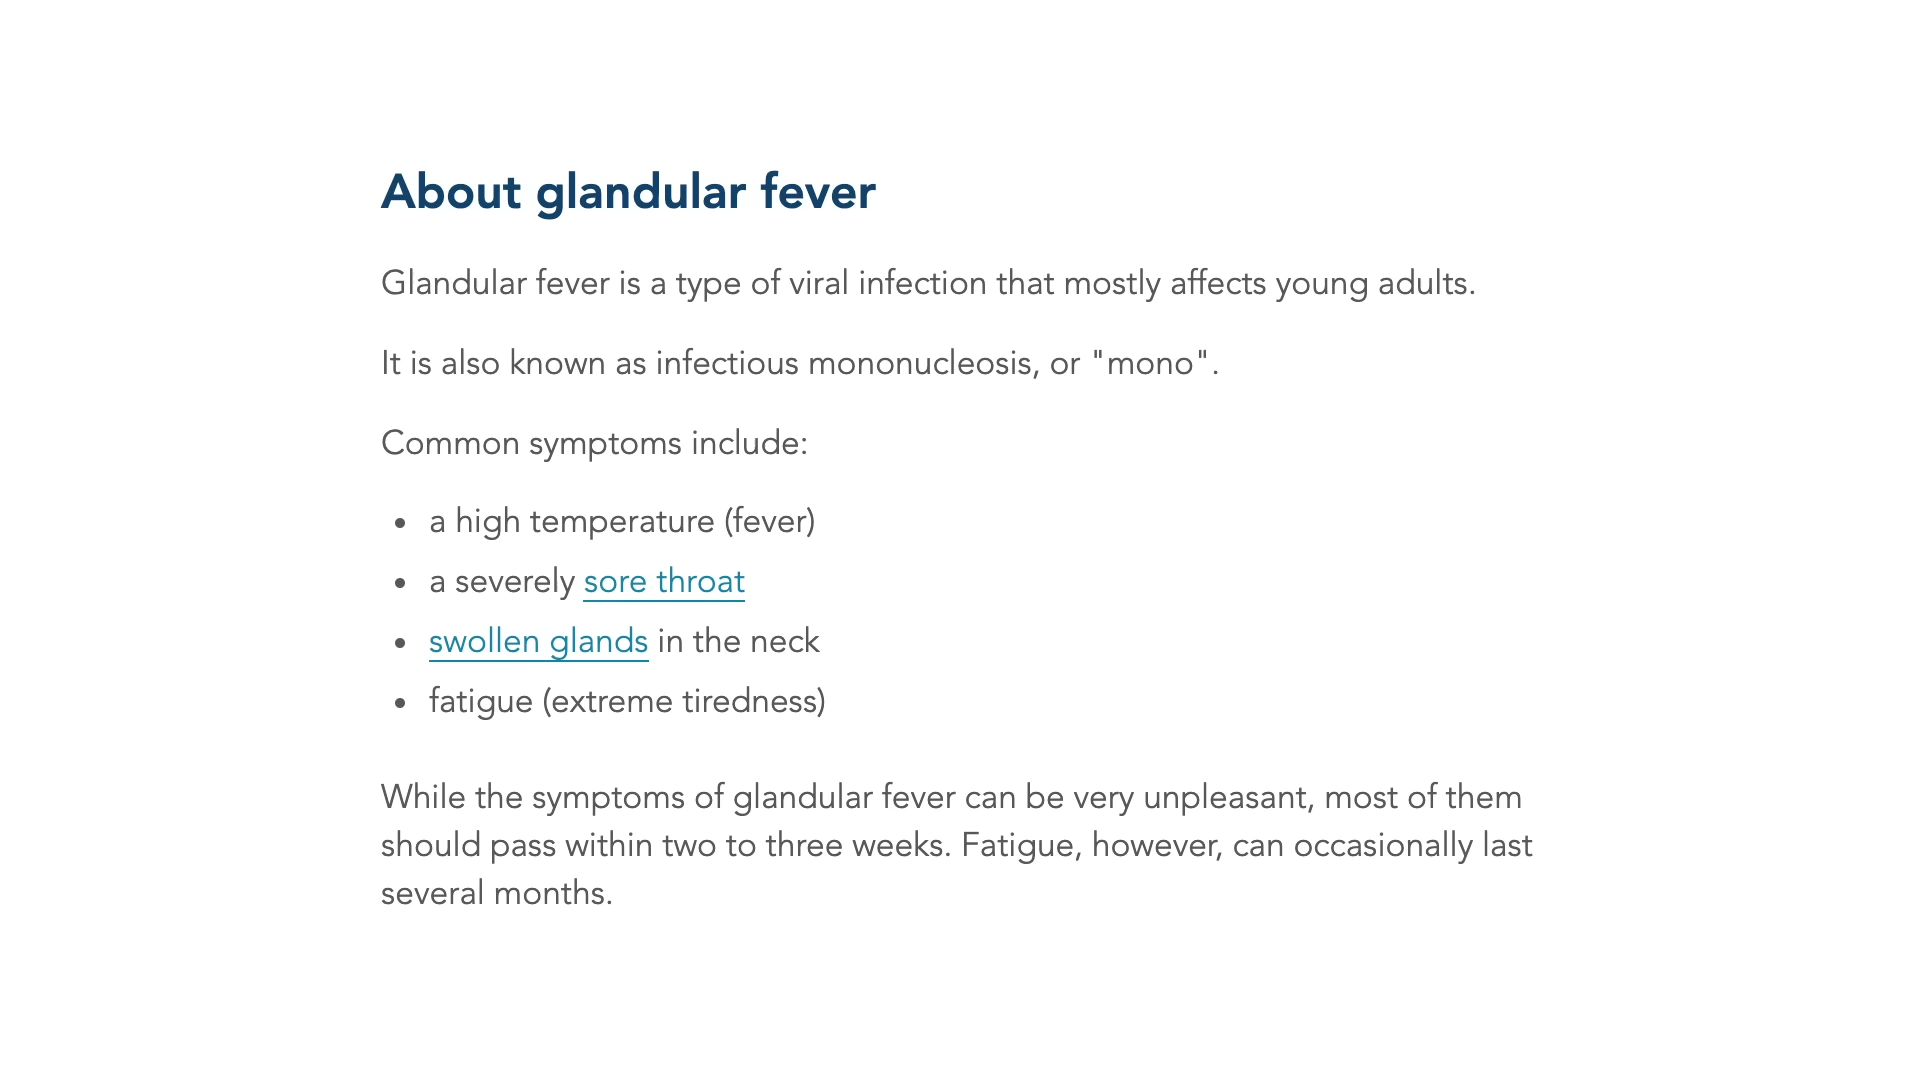 About glandular fever
Glandular fever is a type of viral infection that mostly affects young adults.
It is also known as infectious mononucleosis, or "mono".
Common symptoms include:
• a high temperature (fever)
• a severely sore throat
• swollen glands in the neck
• fatigue (extreme tiredness)
While the symptoms of glandular fever can be very unpleasant, most of them
should pass within two to three weeks. Fatigue, however, can occasionally last
several months.